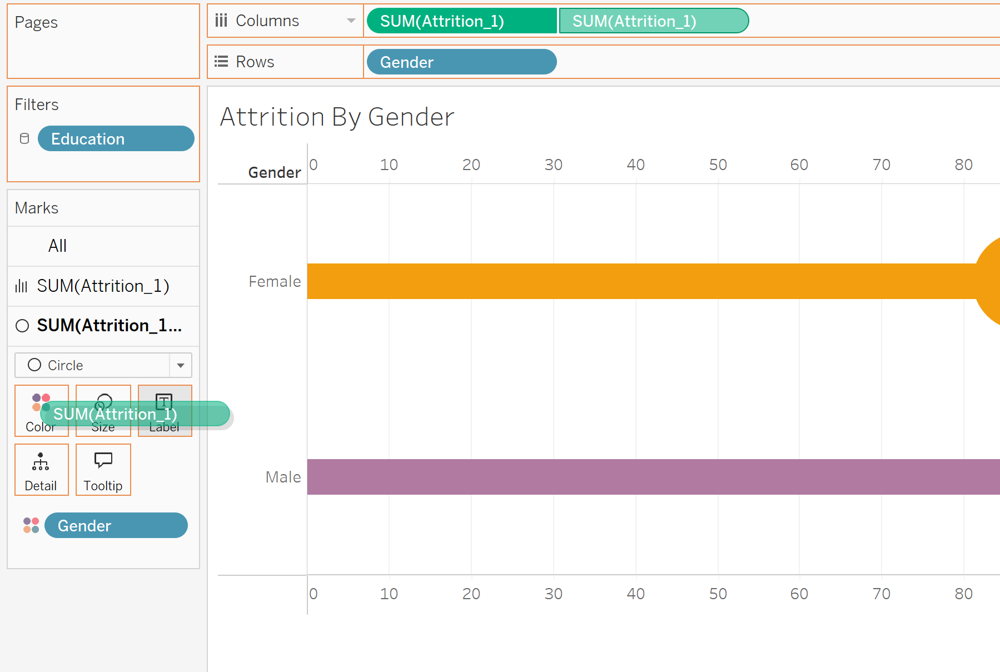 Pages
Columns
SUM(Attrition_1)
SUM(Attrition_1)
Rows
Gender
Filters
Education
Marks
All
SUM(Attrition_1)
SUM(Attrition_1...
Circle
Color
Size
Label
SUM(Attrition_1)
Detail
Tooltip
Gender
Attrition By Gender
Gender
0 10 20 30 40 50 60 70 80
Female
Male
0 10 20 30 40 50 60 70 80